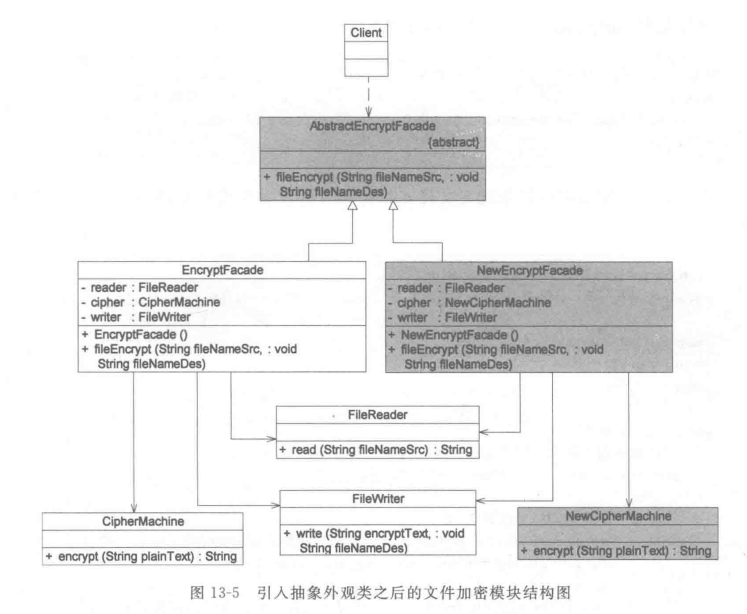 Client
AbstractEncryptFacade
{abstract}
+ fileEncrypt (String fileNameSrc, : void
String fileNameDes)
EncryptFacade
- reader : FileReader
- cipher : CipherMachine
- writer : FileWriter
+ EncryptFacade ()
+ fileEncrypt (String fileNameSrc, : void
String fileNameDes)
NewEncryptFacade
- reader : FileReader
- cipher : NewCipherMachine
- writer : FileWriter
+ NewEncryptFacade ()
+ fileEncrypt (String fileNameSrc, : void
String fileNameDes)
FileReader
+ read (String fileNameSrc) : String
FileWriter
+ write (String encryptText, : void
String fileNameDes)
CipherMachine
+ encrypt (String plainText) : String
NewCipherMachine
+ encrypt (String plainText) : String
图 13-5 引入抽象外观类之后的文件加密模块结构图